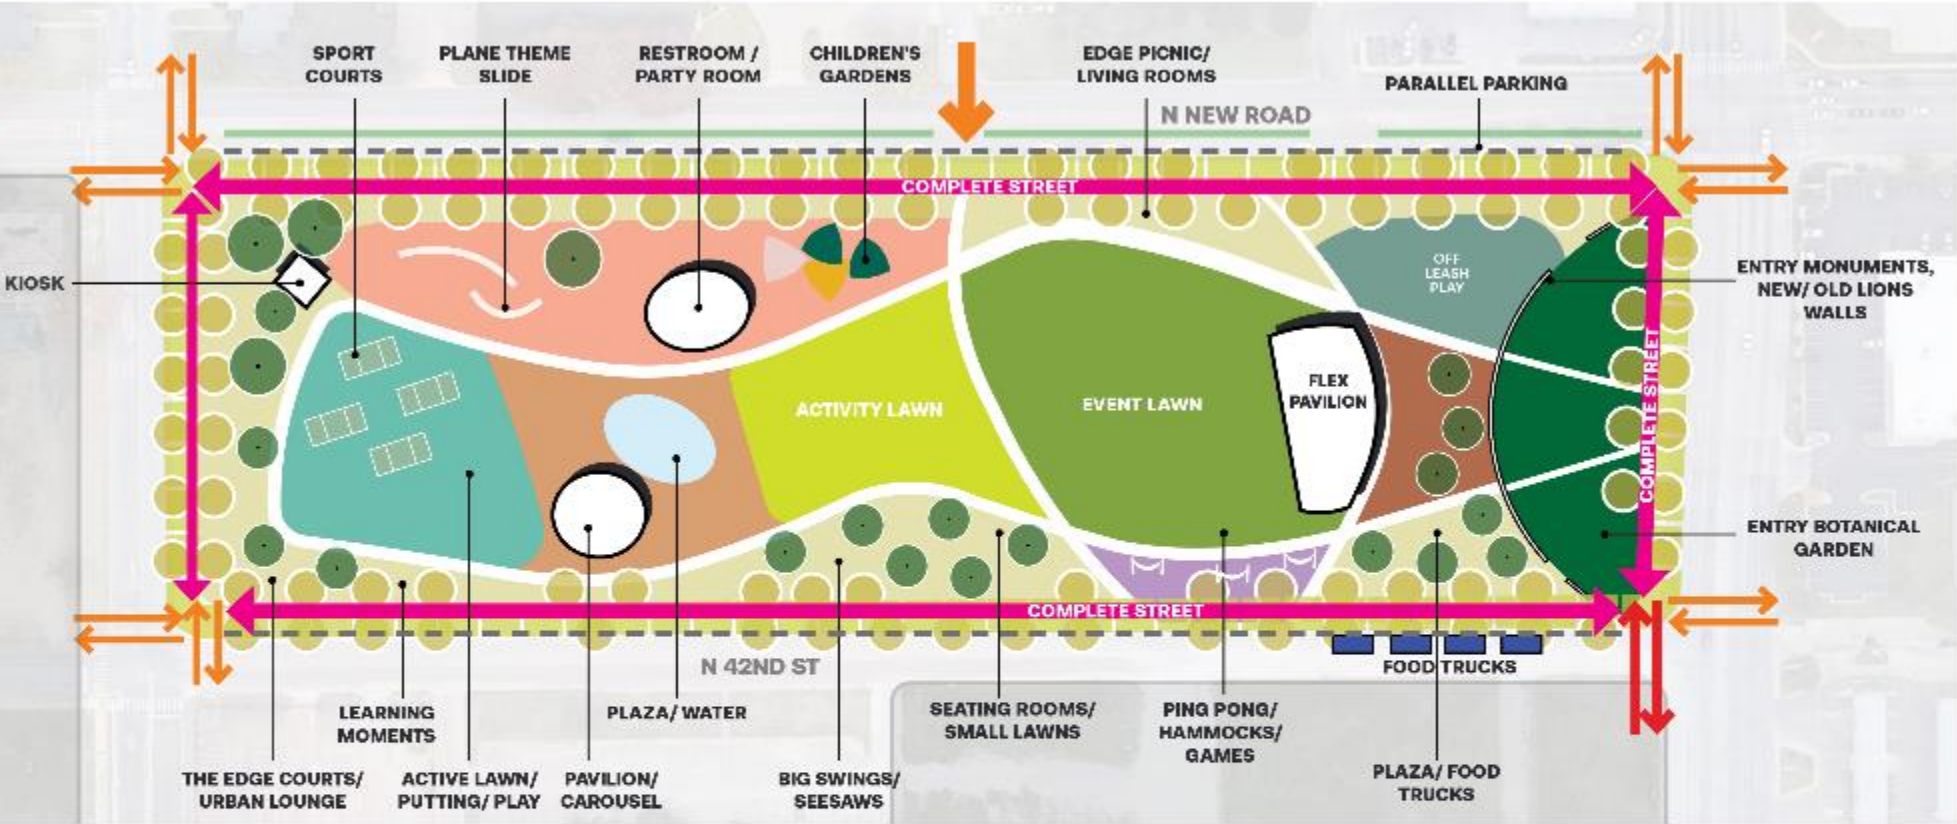 SPORT
COURTS
PLANE THEME
SLIDE
RESTROOM /
PARTY ROOM
CHILDREN'S
GARDENS
EDGE PICNIC/
LIVING ROOMS
PARALLEL PARKING
N NEW ROAD
COMPLETE STREET
KIOSK
OFF
LEASH
PLAY
ENTRY MONUMENTS,
NEW/ OLD LIONS
WALLS
ACTIVITY LAWN
EVENT LAWN
FLEX
PAVILION
COMPLETE STREET
ENTRY BOTANICAL
GARDEN
COMPLETE STREET
N 42ND ST
FOOD TRUCKS
LEARNING
MOMENTS
PLAZA/ WATER
SEATING ROOMS/
SMALL LAWNS
PING PONG/
HAMMOCKS/
GAMES
THE EDGE COURTS/
URBAN LOUNGE
ACTIVE LAWN/
PUTTING/ PLAY
PAVILION/
CAROUSEL
BIG SWINGS/
SEESAWS
PLAZA/ FOOD
TRUCKS